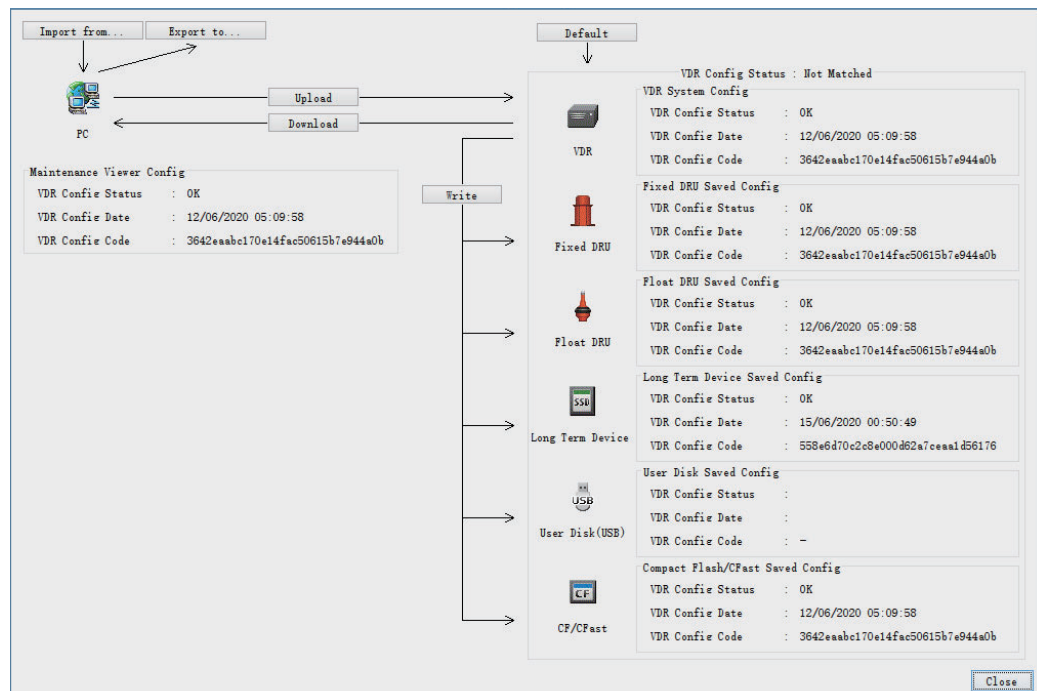 Import from...
Export to...
Default
VDR Config Status : Not Matched
Upload
Download
PC
VDR
VDR System Config
VDR Config Status : OK
VDR Config Date : 12/06/2020 05:09:58
VDR Config Code : 3642eaabc170e14fac50615b7e944a0b
Maintenance Viewer Config
VDR Config Status : OK
VDR Config Date : 12/06/2020 05:09:58
VDR Config Code : 3642eaabc170e14fac50615b7e944a0b
Write
Fixed DRU
Fixed DRU Saved Config
VDR Config Status : OK
VDR Config Date : 12/06/2020 05:09:58
VDR Config Code : 3642eaabc170e14fac50615b7e944a0b
Float DRU
Float DRU Saved Config
VDR Config Status : OK
VDR Config Date : 12/06/2020 05:09:58
VDR Config Code : 3642eaabc170e14fac50615b7e944a0b
SSD
Long Term Device
Long Term Device Saved Config
VDR Config Status : OK
VDR Config Date : 15/06/2020 00:50:49
VDR Config Code : 558e6d70c2c8e000d62a7ceaa1d56176
USB
User Disk(USB)
User Disk Saved Config
VDR Config Status :
VDR Config Date :
VDR Config Code : -
CF
CF/CFast
Compact Flash/CFast Saved Config
VDR Config Status : OK
VDR Config Date : 12/06/2020 05:09:58
VDR Config Code : 3642eaabc170e14fac50615b7e944a0b
Close